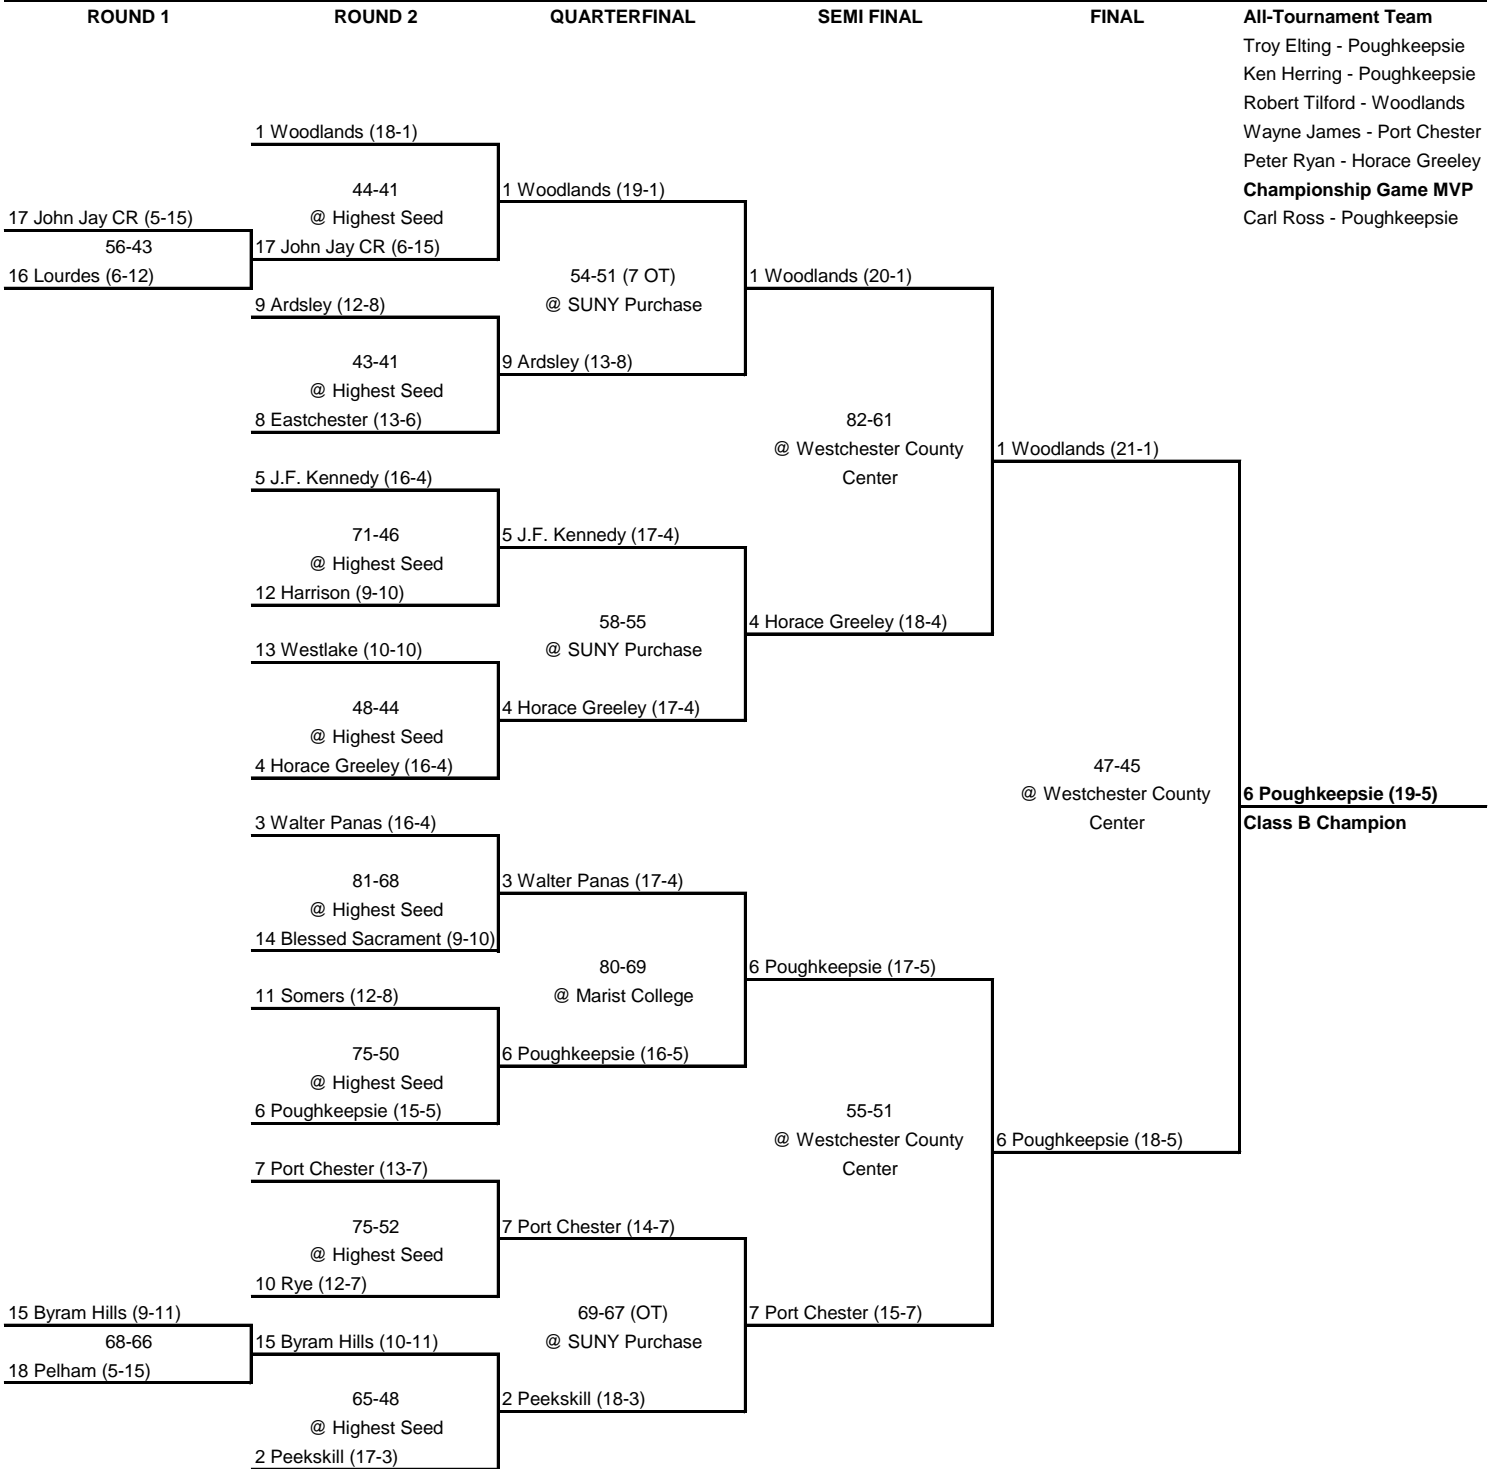 ROUND 1 ROUND 2 QUARTERFINAL SEMI FINAL FINAL All-Tournament Team
Troy Elting - Poughkeepsie
Ken Herring - Poughkeepsie
Robert Tilford - Woodlands
1 Woodlands (18-1) Wayne James - Port Chester
Peter Ryan - Horace Greeley
44-41 1 Woodlands (19-1) Championship Game MVP
17 John Jay CR (5-15) @ Highest Seed Carl Ross - Poughkeepsie
56-43 17 John Jay CR (6-15)
16 Lourdes (6-12) 54-51 (7 OT) 1 Woodlands (20-1)
9 Ardsley (12-8) @ SUNY Purchase
43-41 9 Ardsley (13-8)
@ Highest Seed
8 Eastchester (13-6) 82-61
@ Westchester County 1 Woodlands (21-1)
5 J.F. Kennedy (16-4) Center
71-46 5 J.F. Kennedy (17-4)
@ Highest Seed
12 Harrison (9-10)
58-55 4 Horace Greeley (18-4)
13 Westlake (10-10) @ SUNY Purchase
48-44 4 Horace Greeley (17-4)
@ Highest Seed
4 Horace Greeley (16-4) 47-45
@ Westchester County 6 Poughkeepsie (19-5)
3 Walter Panas (16-4) Center Class B Champion
81-68 3 Walter Panas (17-4)
@ Highest Seed
14 Blessed Sacrament (9-10)
80-69 6 Poughkeepsie (17-5)
11 Somers (12-8) @ Marist College
75-50 6 Poughkeepsie (16-5)
@ Highest Seed
6 Poughkeepsie (15-5) 55-51
@ Westchester County 6 Poughkeepsie (18-5)
7 Port Chester (13-7) Center
75-52 7 Port Chester (14-7)
@ Highest Seed
10 Rye (12-7)
15 Byram Hills (9-11) 69-67 (OT) 7 Port Chester (15-7)
68-66 15 Byram Hills (10-11) @ SUNY Purchase
18 Pelham (5-15)
65-48 2 Peekskill (18-3)
@ Highest Seed
2 Peekskill (17-3)